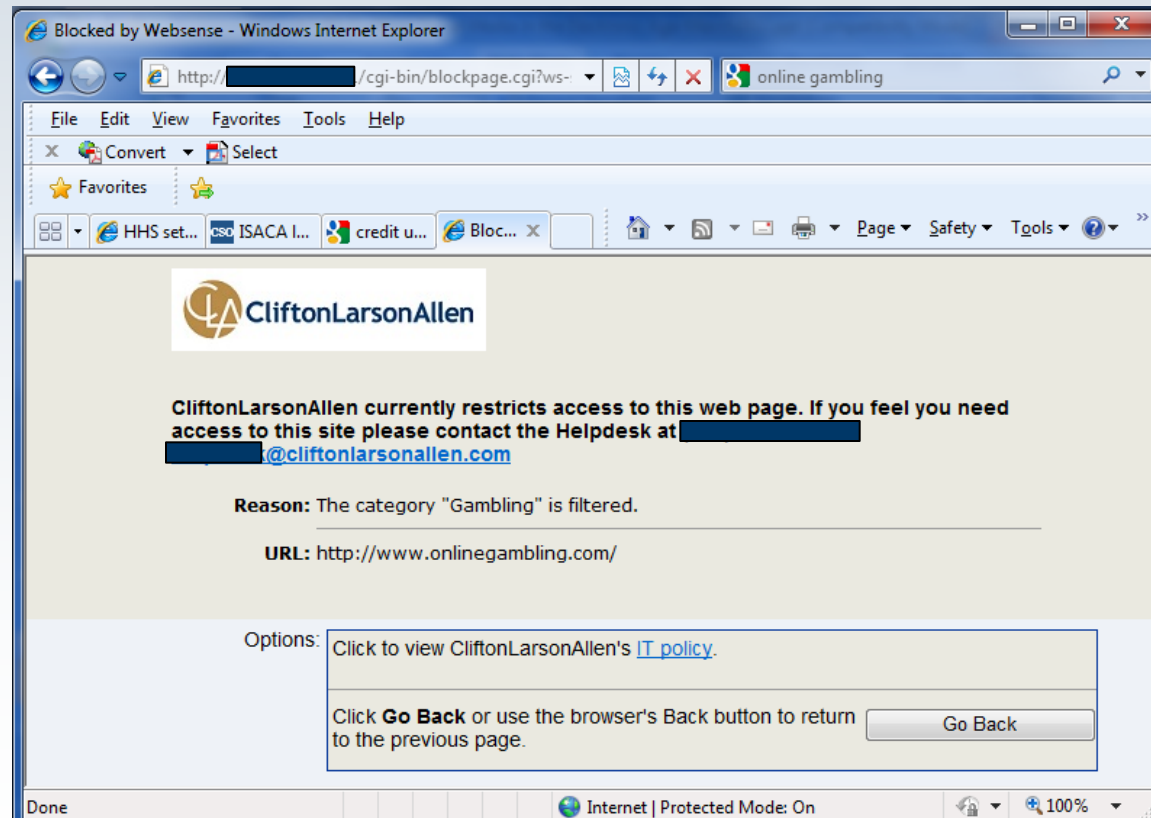 Blocked by Websense - Windows Internet Explorer
http:// /cgi-bin/blockpage.cgi?ws- online gambling
File Edit View Favorites Tools Help
x Convert Select
Favorites
HHS set... CSO ISACA I... credit u... Bloc... X Page Safety Tools »
CLA CliftonLarsonAllen
CliftonLarsonAllen currently restricts access to this web page. If you feel you need
access to this site please contact the Helpdesk at
@cliftonlarsonallen.com
Reason: The category "Gambling" is filtered.
URL: http://www.onlinegambling.com/
Options: Click to view CliftonLarsonAllen's IT policy.
Click Go Back or use the browser's Back button to return Go Back
to the previous page.
Done Internet | Protected Mode: On 100%